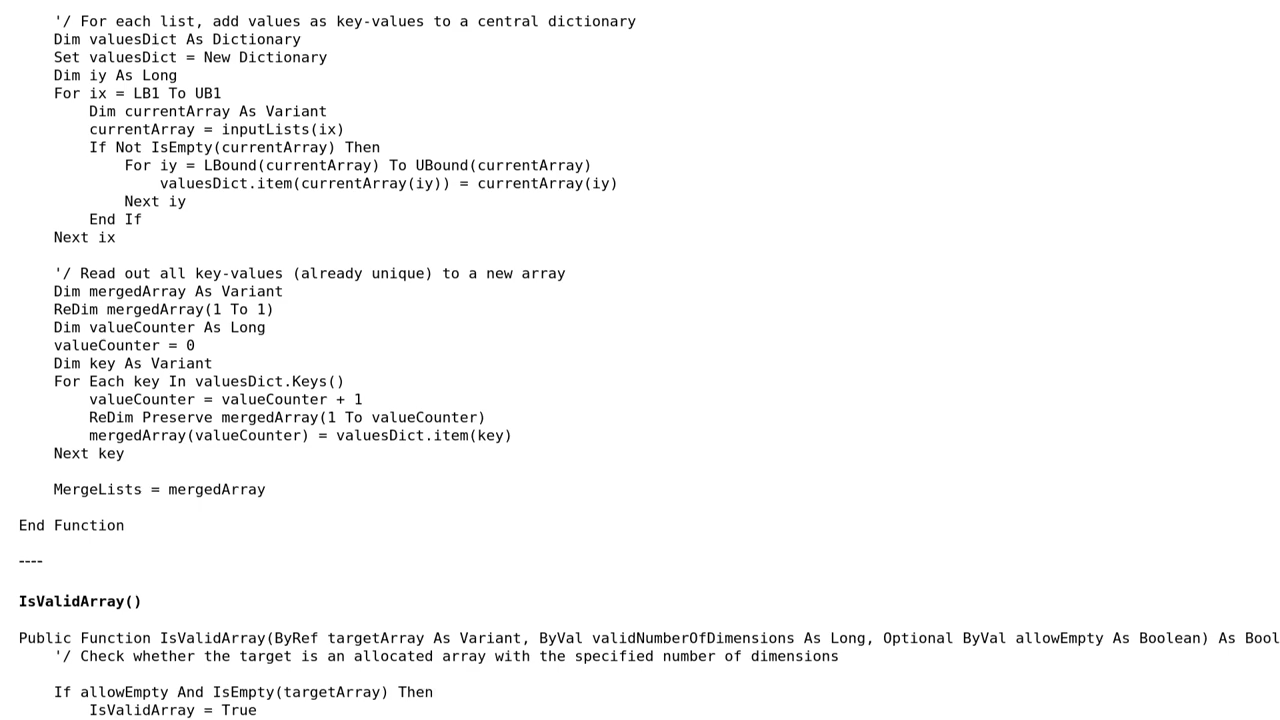 '/ For each list, add values as key-values to a central dictionary
    Dim valuesDict As Dictionary
    Set valuesDict = New Dictionary
    Dim iy As Long
    For ix = LB1 To UB1
        Dim currentArray As Variant
        currentArray = inputLists(ix)
        If Not IsEmpty(currentArray) Then
            For iy = LBound(currentArray) To UBound(currentArray)
                valuesDict.item(currentArray(iy)) = currentArray(iy)
            Next iy
        End If
    Next ix

    '/ Read out all key-values (already unique) to a new array
    Dim mergedArray As Variant
    ReDim mergedArray(1 To 1)
    Dim valueCounter As Long
    valueCounter = 0
    Dim key As Variant
    For Each key In valuesDict.Keys()
        valueCounter = valueCounter + 1
        ReDim Preserve mergedArray(1 To valueCounter)
        mergedArray(valueCounter) = valuesDict.item(key)
    Next key

    MergeLists = mergedArray

End Function

----

IsValidArray()

Public Function IsValidArray(ByRef targetArray As Variant, ByVal validNumberOfDimensions As Long, Optional ByVal allowEmpty As Boolean) As Bool
    '/ Check whether the target is an allocated array with the specified number of dimensions

    If allowEmpty And IsEmpty(targetArray) Then
        IsValidArray = True